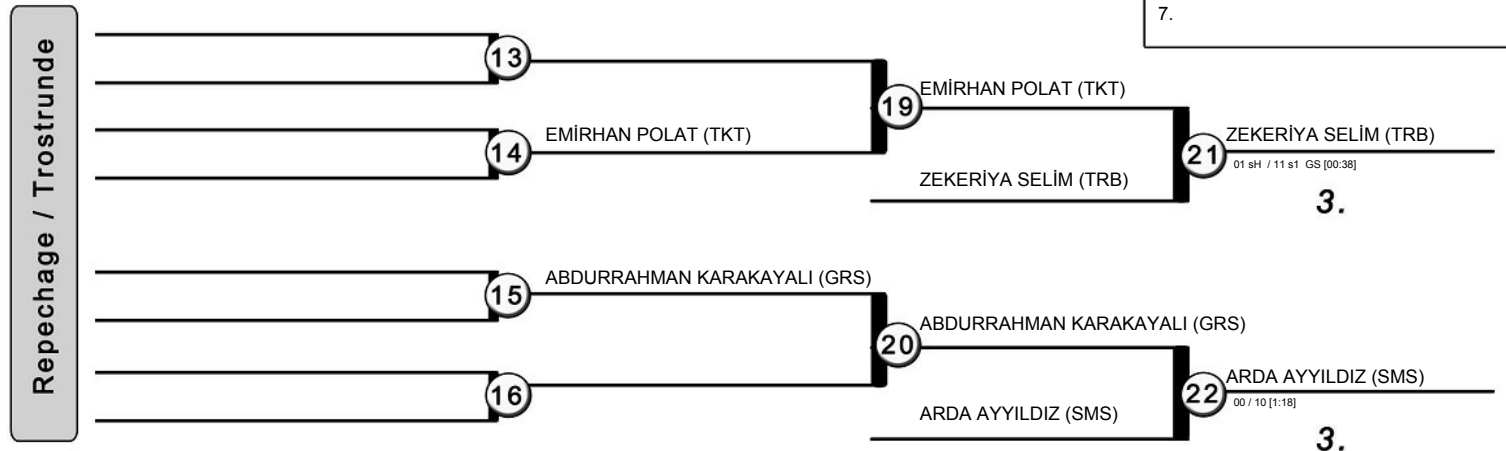 7.
Repechage / Trostrunde
13
EMİRHAN POLAT (TKT)
19
14
EMİRHAN POLAT (TKT)
21
ZEKERİYA SELİM (TRB)
01 sH / 11 s1 GS [00:38]
ZEKERİYA SELİM (TRB)
3.
15
ABDURRAHMAN KARAKAYALI (GRS)
20
ABDURRAHMAN KARAKAYALI (GRS)
16
22
ARDA AYYILDIZ (SMS)
00 / 10 [1:18]
ARDA AYYILDIZ (SMS)
3.